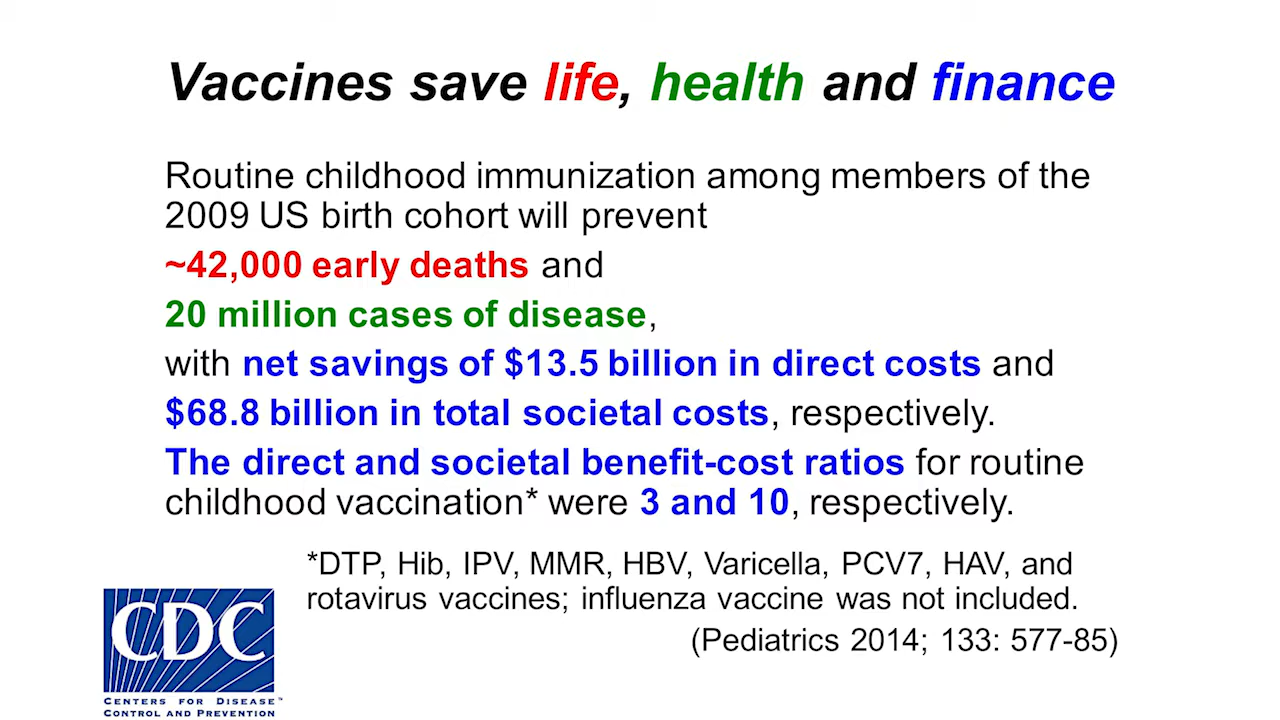 Vaccines save life, health and finance
Routine childhood immunization among members of the
2009 US birth cohort will prevent
~42,000 early deaths and
20 million cases of disease,
with net savings of $13.5 billion in direct costs and
$68.8 billion in total societal costs, respectively.
The direct and societal benefit-cost ratios for routine
childhood vaccination* were 3 and 10, respectively.
*DTP, Hib, IPV, MMR, HBV, Varicella, PCV7, HAV, and
rotavirus vaccines; influenza vaccine was not included.
(Pediatrics 2014; 133: 577-85)
CDC
CENTERS FOR DISEASE™
CONTROL AND PREVENTION